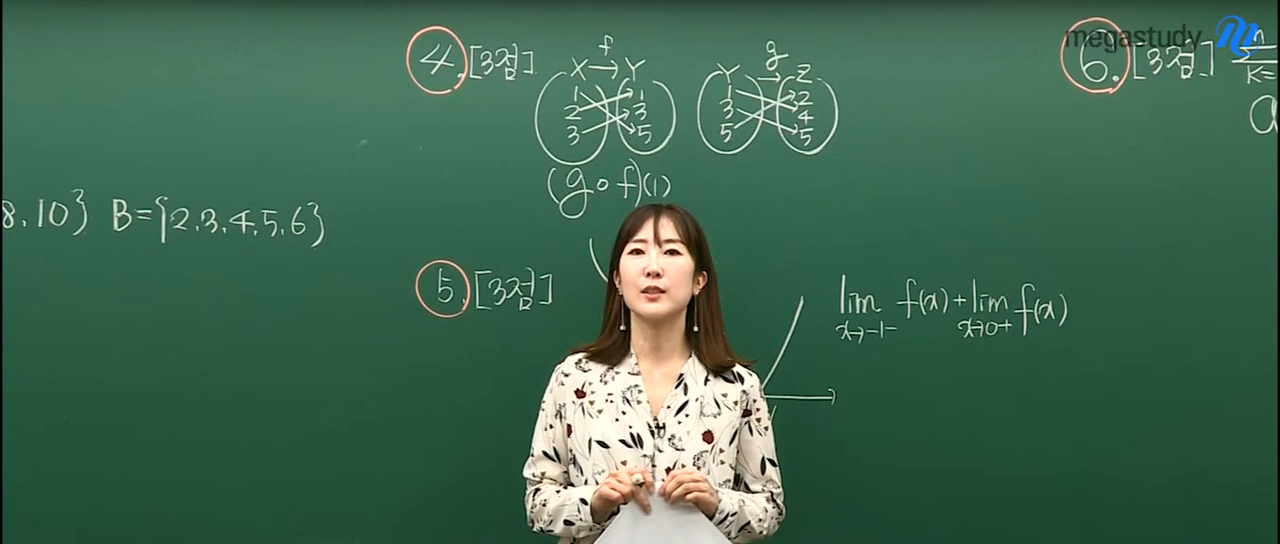 megastudy
4. [3점]
f
X → Y
1 1
2 3
3 5
g
Y → Z
1 2
3 4
5 5
(g∘f)(1)
8, 10} B={2,3,4,5,6}
5. [3점]
lim f(x)+lim f(x)
x→-1- x→0+
6. [3점]
n
K=
a